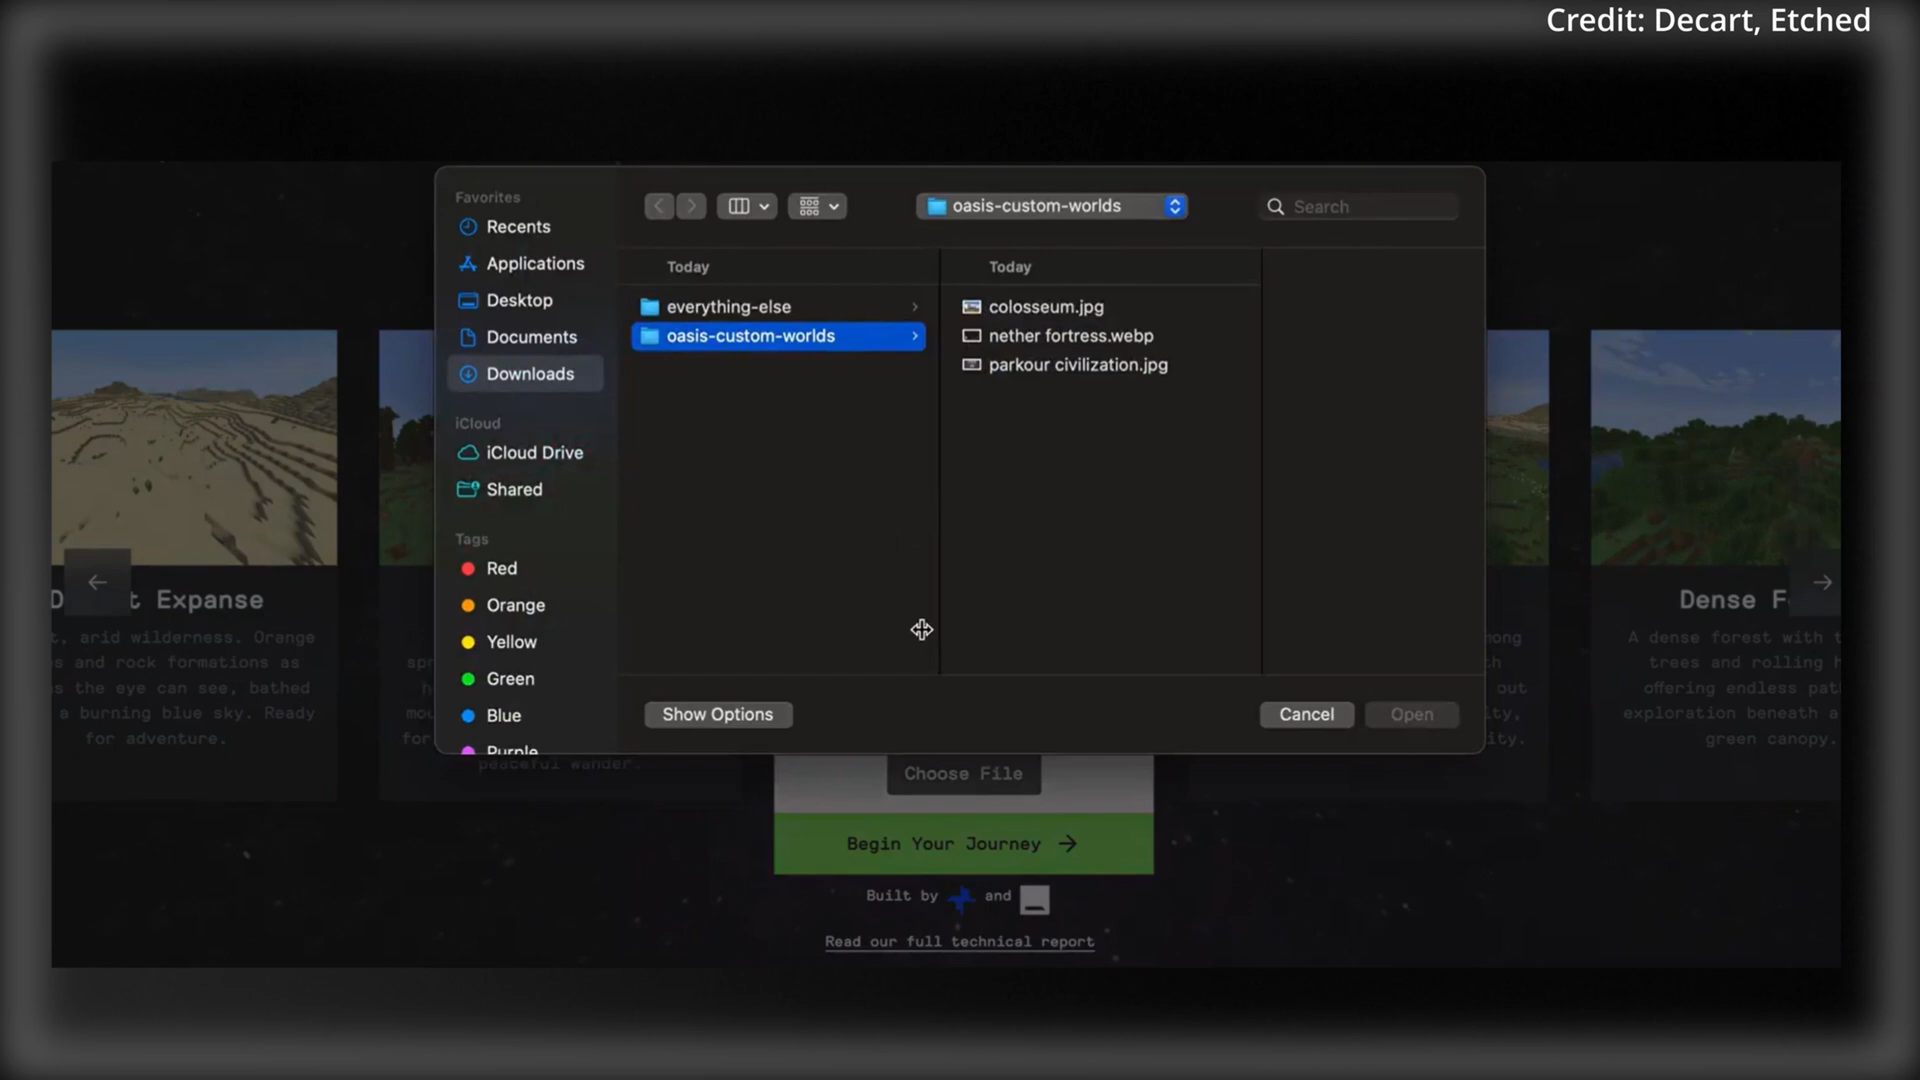 Credit: Decart, Etched
Favorites
Recents
Applications
Desktop
Documents
Downloads
iCloud
iCloud Drive
Shared
Tags
Red
Orange
Yellow
Green
Blue
Purple
oasis-custom-worlds
Search
Today
everything-else
oasis-custom-worlds
Today
colosseum.jpg
nether fortress.webp
parkour civilization.jpg
Show Options
Cancel
Open
Expanse
arid wilderness. Orange
and rock formations as
the eye can see, bathed
a burning blue sky. Ready
for adventure.
peaceful wander.
out
Dense
A dense forest with
trees and rolling
offering endless
exploration beneath a
green canopy.
Choose File
Begin Your Journey
Built by and
Read our full technical report